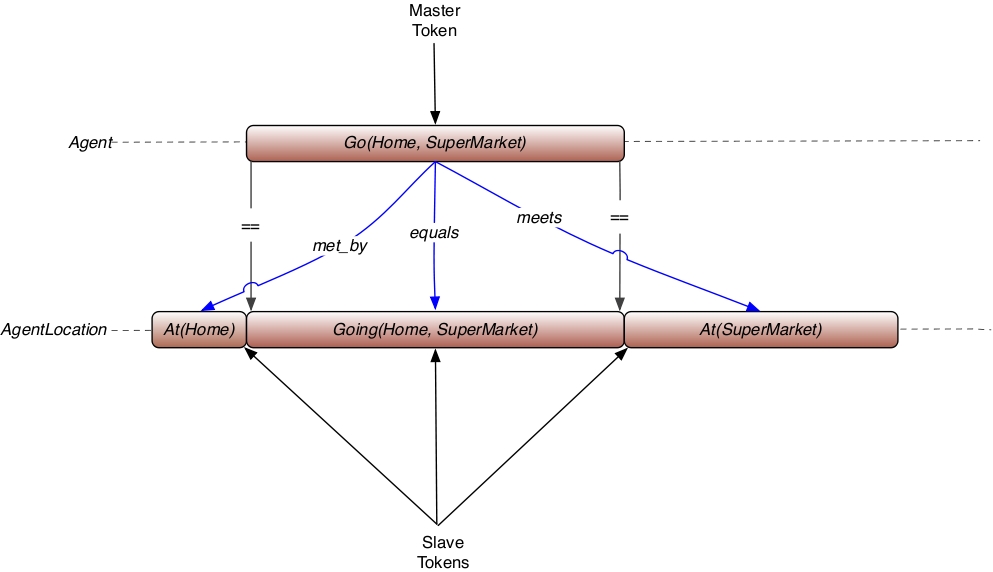 Master
Token
Agent
Go(Home, SuperMarket)
==
met_by
equals
meets
==
AgentLocation
At(Home)
Going(Home, SuperMarket)
At(SuperMarket)
Slave
Tokens